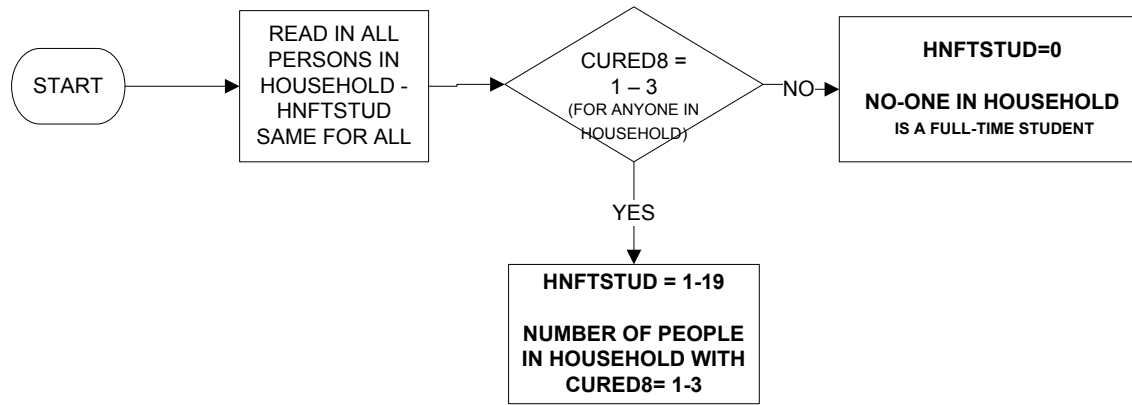 START
READ IN ALL
PERSONS IN
HOUSEHOLD -
HNFTSTUD
SAME FOR ALL
CURED8 =
1 – 3
(FOR ANYONE IN
HOUSEHOLD)
NO
HNFTSTUD=0
NO-ONE IN HOUSEHOLD
IS A FULL-TIME STUDENT
YES
HNFTSTUD = 1-19
NUMBER OF PEOPLE
IN HOUSEHOLD WITH
CURED8= 1-3